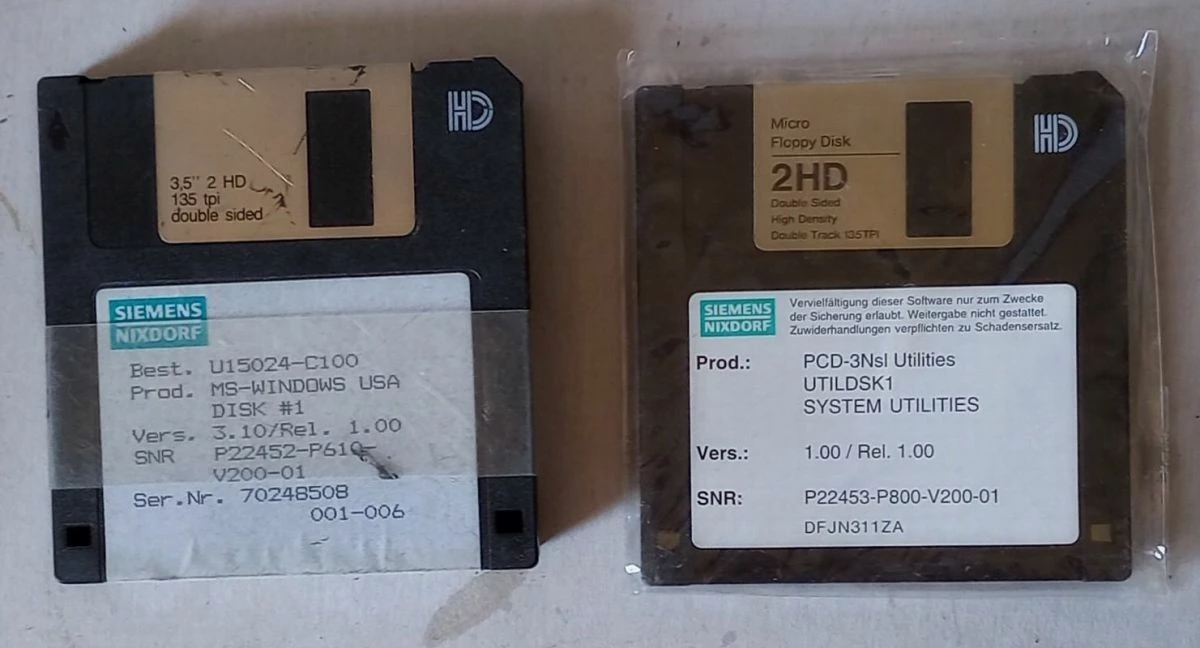 HD
3,5" 2 HD
135 tpi
double sided
SIEMENS
NIXDORF
Best. U15024-C100
Prod. MS-WINDOWS USA
DISK #1
Vers. 3.10/Rel. 1.00
SNR P22452-P610-
V200-01
Ser.Nr. 70248508
001-006
HD
Micro
Floppy Disk
2HD
Double Sided
High Density
Double Track 135TPI
SIEMENS
NIXDORF
Vervielfältigung dieser Software nur zum Zwecke
der Sicherung erlaubt. Weitergabe nicht gestattet.
Zuwiderhandlungen verpflichten zu Schadensersatz.
Prod.: PCD-3Nsl Utilities
UTILDSK1
SYSTEM UTILITIES
Vers.: 1.00 / Rel. 1.00
SNR: P22453-P800-V200-01
DFJN311ZA